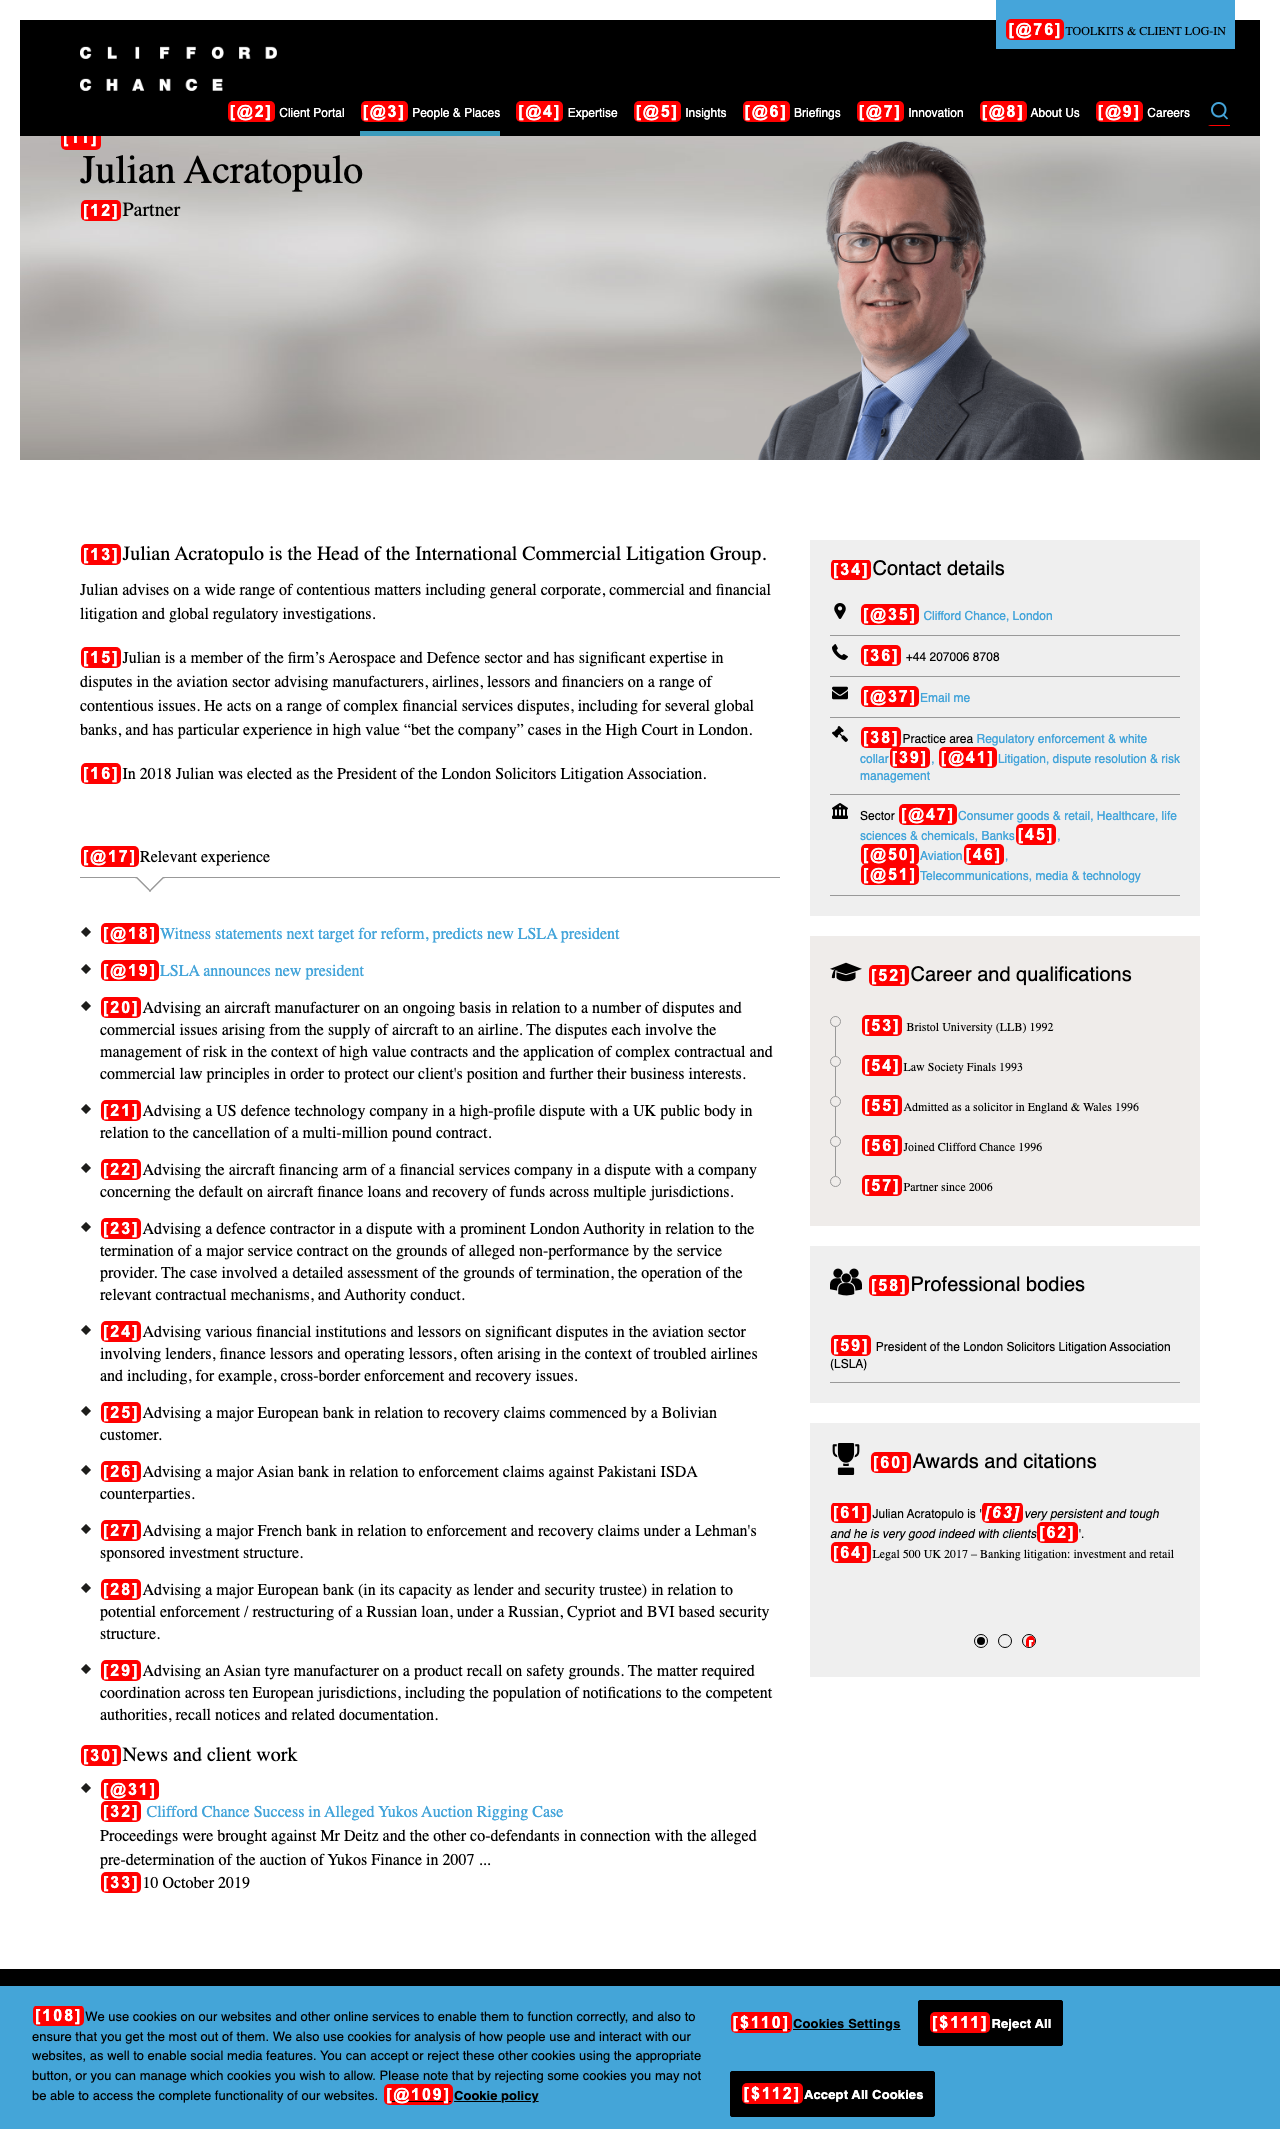 [@76] TOOLKITS & CLIENT LOG-IN
CLIFFORD
CHANCE
[@2] Client Portal [@3] People & Places [@4] Expertise [@5] Insights [@6] Briefings [@7] Innovation [@8] About Us [@9] Careers
[11]
Julian Acratopulo
[12]Partner
[13]Julian Acratopulo is the Head of the International Commercial Litigation Group.
Julian advises on a wide range of contentious matters including general corporate, commercial and financial
litigation and global regulatory investigations.
[15]Julian is a member of the firm’s Aerospace and Defence sector and has significant expertise in
disputes in the aviation sector advising manufacturers, airlines, lessors and financiers on a range of
contentious issues. He acts on a range of complex financial services disputes, including for several global
banks, and has particular experience in high value “bet the company” cases in the High Court in London.
[16]In 2018 Julian was elected as the President of the London Solicitors Litigation Association.
[@17]Relevant experience
[@18]Witness statements next target for reform, predicts new LSLA president
[@19]LSLA announces new president
[20]Advising an aircraft manufacturer on an ongoing basis in relation to a number of disputes and
commercial issues arising from the supply of aircraft to an airline. The disputes each involve the
management of risk in the context of high value contracts and the application of complex contractual and
commercial law principles in order to protect our client's position and further their business interests.
[21]Advising a US defence technology company in a high-profile dispute with a UK public body in
relation to the cancellation of a multi-million pound contract.
[22]Advising the aircraft financing arm of a financial services company in a dispute with a company
concerning the default on aircraft finance loans and recovery of funds across multiple jurisdictions.
[23]Advising a defence contractor in a dispute with a prominent London Authority in relation to the
termination of a major service contract on the grounds of alleged non-performance by the service
provider. The case involved a detailed assessment of the grounds of termination, the operation of the
relevant contractual mechanisms, and Authority conduct.
[24]Advising various financial institutions and lessors on significant disputes in the aviation sector
involving lenders, finance lessors and operating lessors, often arising in the context of troubled airlines
and including, for example, cross-border enforcement and recovery issues.
[25]Advising a major European bank in relation to recovery claims commenced by a Bolivian
customer.
[26]Advising a major Asian bank in relation to enforcement claims against Pakistani ISDA
counterparties.
[27]Advising a major French bank in relation to enforcement and recovery claims under a Lehman's
sponsored investment structure.
[28]Advising a major European bank (in its capacity as lender and security trustee) in relation to
potential enforcement / restructuring of a Russian loan, under a Russian, Cypriot and BVI based security
structure.
[29]Advising an Asian tyre manufacturer on a product recall on safety grounds. The matter required
coordination across ten European jurisdictions, including the population of notifications to the competent
authorities, recall notices and related documentation.
[30]News and client work
[@31]
[32] Clifford Chance Success in Alleged Yukos Auction Rigging Case
Proceedings were brought against Mr Deitz and the other co-defendants in connection with the alleged
pre-determination of the auction of Yukos Finance in 2007 ...
[33]10 October 2019
[34]Contact details
[@35] Clifford Chance, London
[36] +44 207006 8708
[@37]Email me
[38]Practice area Regulatory enforcement & white
collar[39], [@41]Litigation, dispute resolution & risk
management
Sector [@47]Consumer goods & retail, Healthcare, life
sciences & chemicals, Banks[45],
[@50]Aviation[46],
[@51]Telecommunications, media & technology
[52]Career and qualifications
[53] Bristol University (LLB) 1992
[54]Law Society Finals 1993
[55]Admitted as a solicitor in England & Wales 1996
[56]Joined Clifford Chance 1996
[57]Partner since 2006
[58]Professional bodies
[59] President of the London Solicitors Litigation Association
(LSLA)
[60]Awards and citations
[61]Julian Acratopulo is '[63]very persistent and tough
and he is very good indeed with clients[62]'.
[64]Legal 500 UK 2017 – Banking litigation: investment and retail
[108]We use cookies on our websites and other online services to enable them to function correctly, and also to
ensure that you get the most out of them. We also use cookies for analysis of how people use and interact with our
websites, as well to enable social media features. You can accept or reject these other cookies using the appropriate
button, or you can manage which cookies you wish to allow. Please note that by rejecting some cookies you may not
be able to access the complete functionality of our websites. [@109]Cookie policy
[$110]Cookies Settings [$111]Reject All
[$112]Accept All Cookies